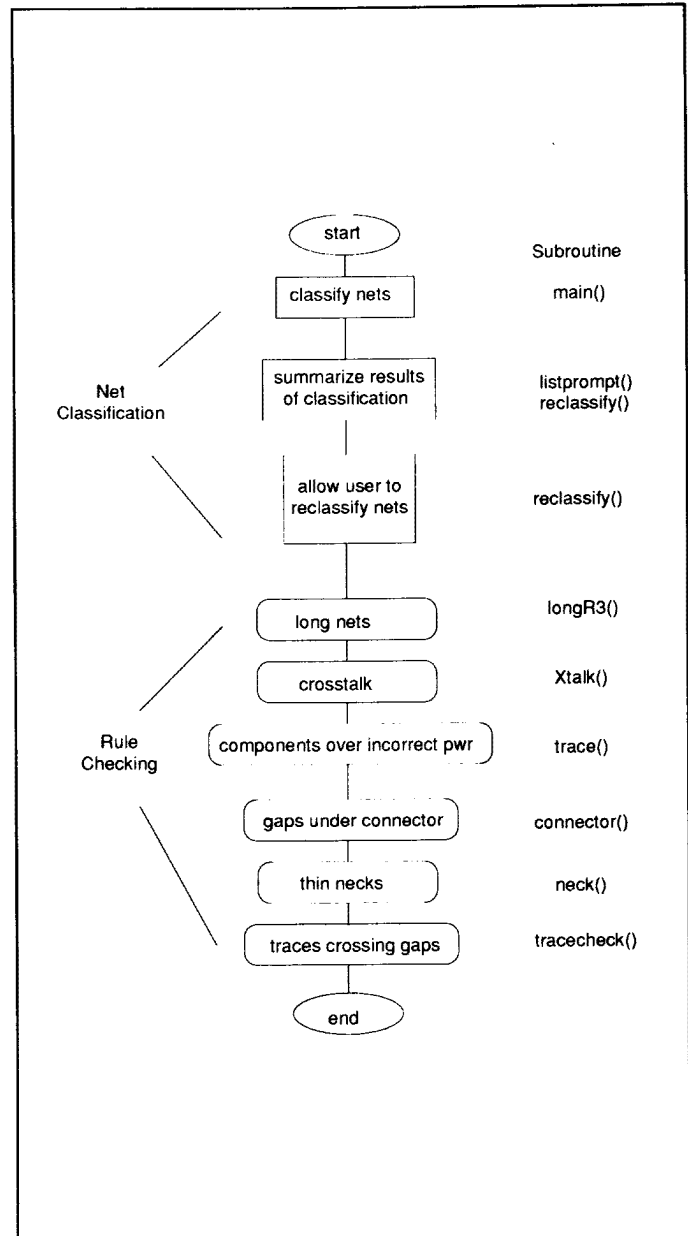 start
Subroutine
classify nets
main()
Net
Classification
summarize results
of classification
listprompt()
reclassify()
allow user to
reclassify nets
reclassify()
long nets
longR3()
crosstalk
Xtalk()
Rule
Checking
components over incorrect pwr
trace()
gaps under connector
connector()
thin necks
neck()
traces crossing gaps
tracecheck()
end